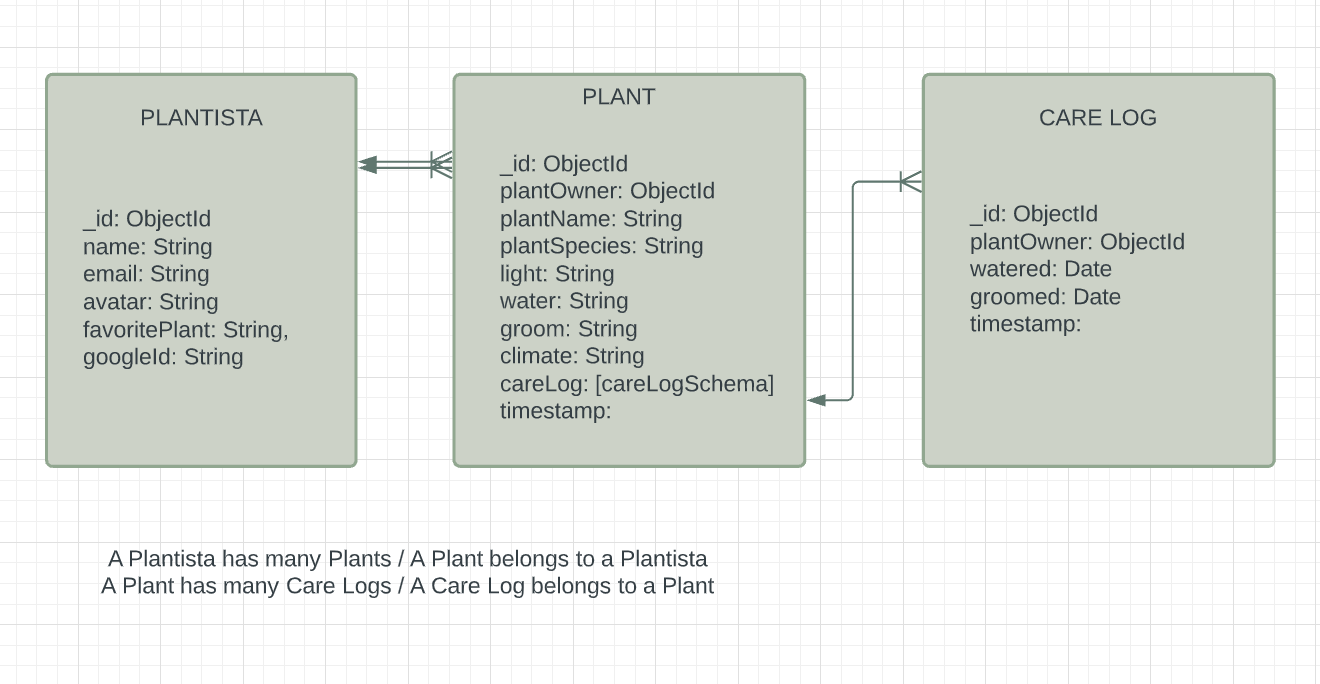 PLANTISTA
_id: ObjectId
name: String
email: String
avatar: String
favoritePlant: String,
googleId: String
PLANT
_id: ObjectId
plantOwner: ObjectId
plantName: String
plantSpecies: String
light: String
water: String
groom: String
climate: String
careLog: [careLogSchema]
timestamp:
CARE LOG
_id: ObjectId
plantOwner: ObjectId
watered: Date
groomed: Date
timestamp:
A Plantista has many Plants / A Plant belongs to a Plantista
A Plant has many Care Logs / A Care Log belongs to a Plant